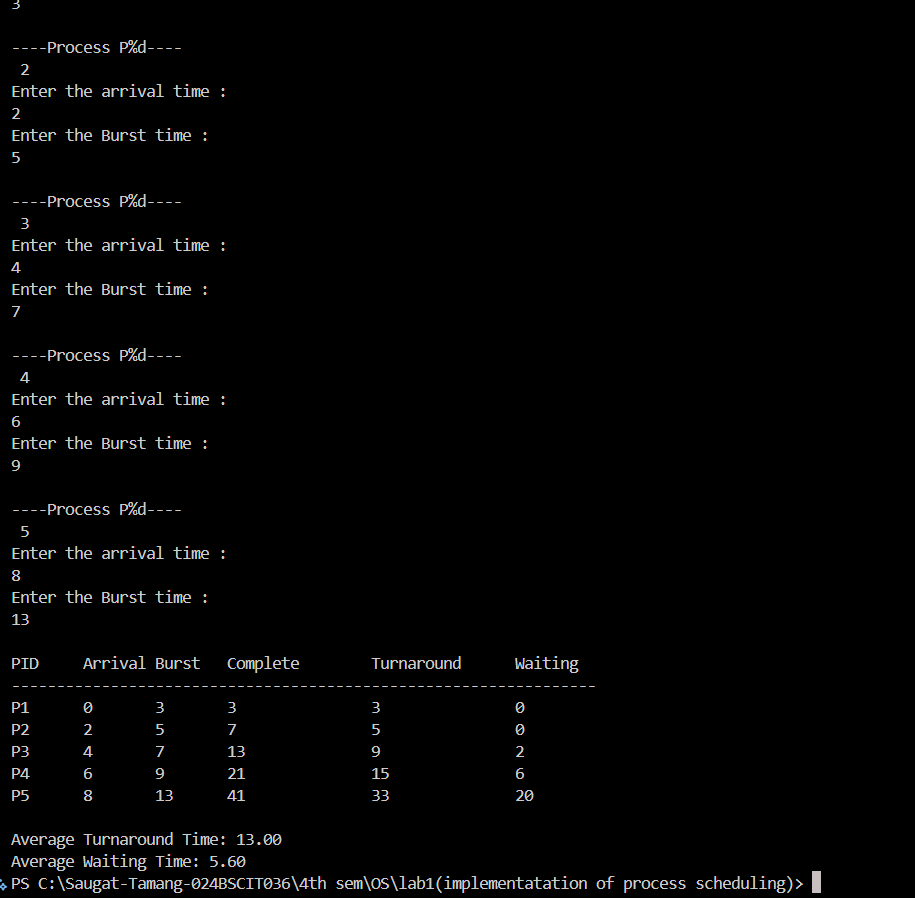 3
----Process P%d----
2
Enter the arrival time :
2
Enter the Burst time :
5
----Process P%d----
3
Enter the arrival time :
4
Enter the Burst time :
7
----Process P%d----
4
Enter the arrival time :
6
Enter the Burst time :
9
----Process P%d----
5
Enter the arrival time :
8
Enter the Burst time :
13
PID Arrival Burst Complete Turnaround Waiting
-----------------------------------------------------------------
P1 0 3 3 3 0
P2 2 5 7 5 0
P3 4 7 13 9 2
P4 6 9 21 15 6
P5 8 13 41 33 20
Average Turnaround Time: 13.00
Average Waiting Time: 5.60
PS C:\Saugat-Tamang-024BSCIT036\4th sem\OS\lab1(implementatation of process scheduling)>